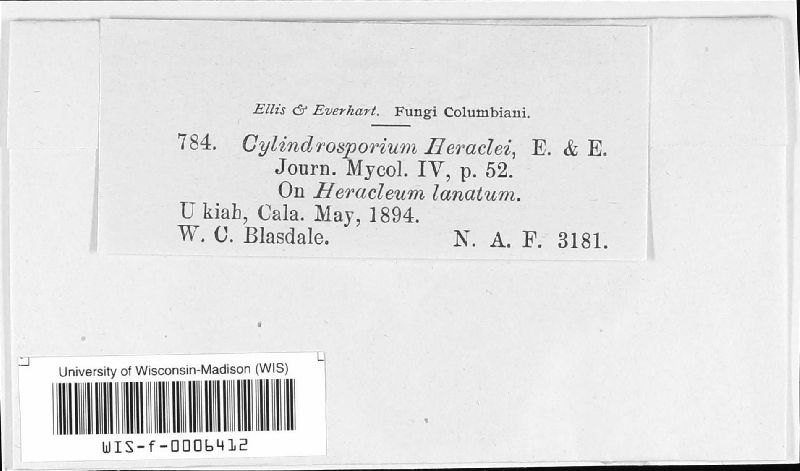 Ellis & Everhart. Fungi Columbiani.
784. Cylindrosporium Heraclei, E. & E.
Journ. Mycol. IV, p. 52.
On Heracleum lanatum.
U kiah, Cala. May, 1894.
W. C. Blasdale. N. A. F. 3181.
University of Wisconsin-Madison (WIS)
WIS-f-0006412